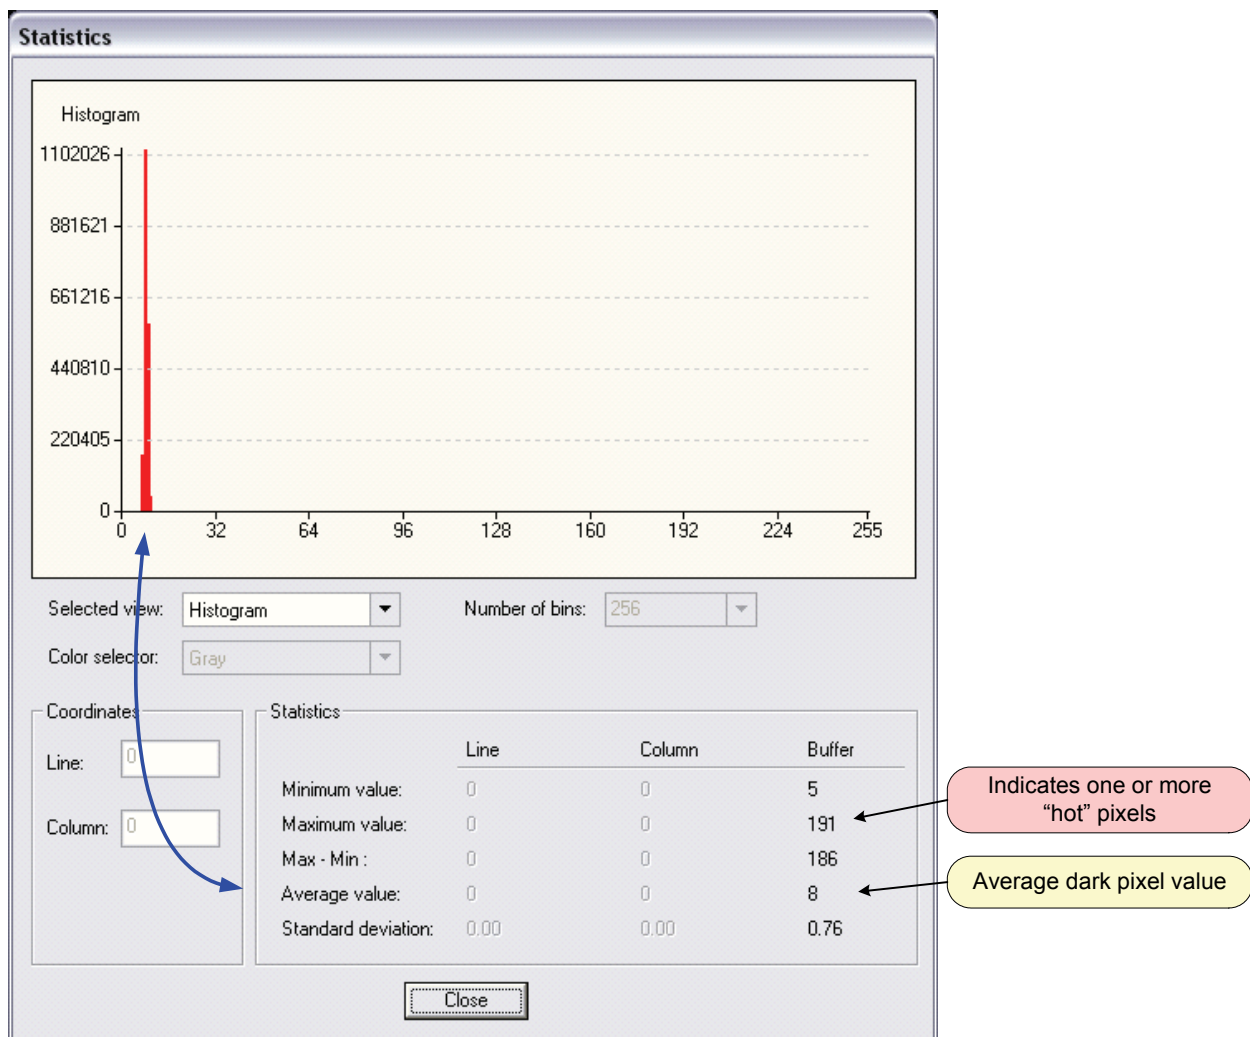 Statistics
Histogram
1102026
881621
661216
440810
220405
0
0 32 64 96 128 160 192 224 255
Selected view: Histogram Number of bins: 256
Color selector: Gray
Coordinates
Line: 0
Column: 0
Statistics
Line Column Buffer
Minimum value: 0 0 5
Maximum value: 0 0 191
Max - Min : 0 0 186
Average value: 0 0 8
Standard deviation: 0.00 0.00 0.76
Indicates one or more
“hot” pixels
Average dark pixel value
Close